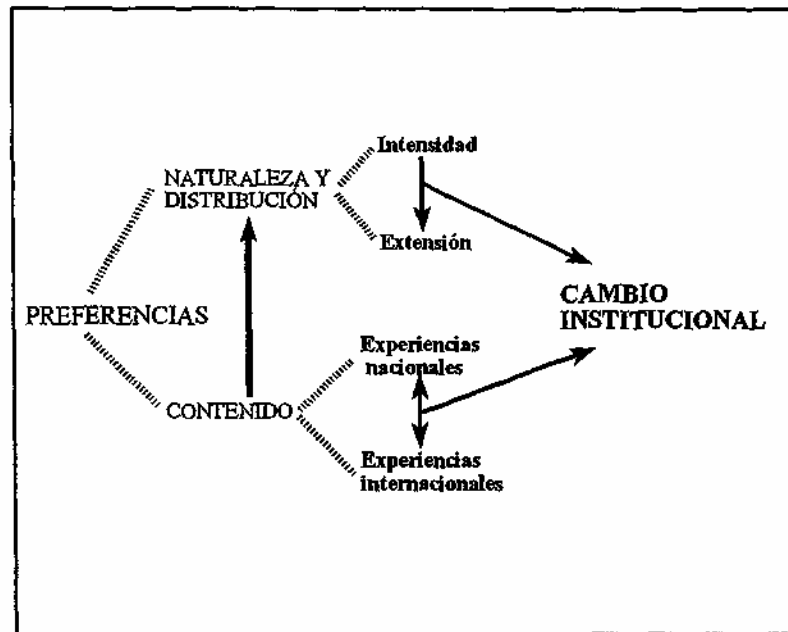 Intensidad
NATURALEZA Y
DISTRIBUCIÓN
Extensión
PREFERENCIAS
CAMBIO
INSTITUCIONAL
Experiencias
nacionales
CONTENIDO
Experiencias
internacionales